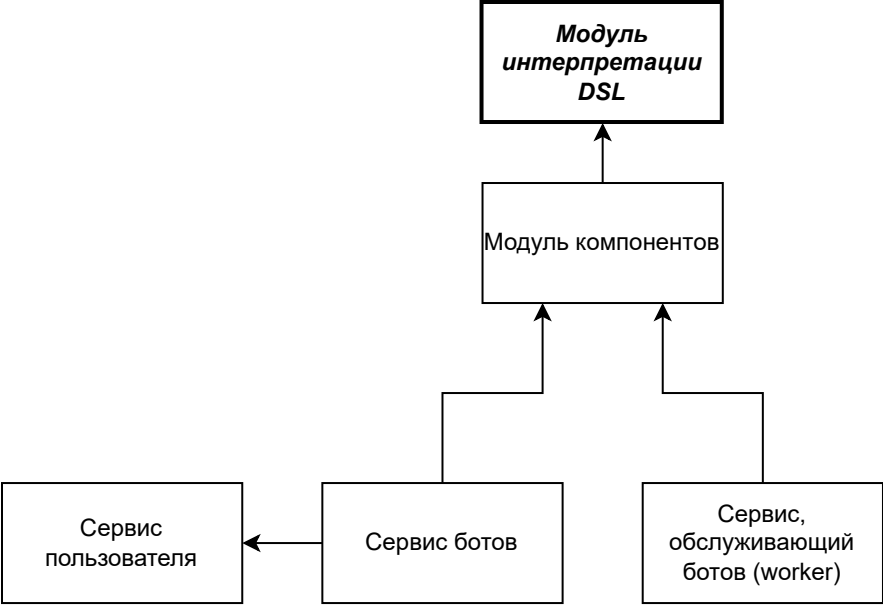 Модуль
интерпретации
DSL
Модуль компонентов
Сервис
пользователя
Сервис ботов
Сервис,
обслуживающий
ботов (worker)